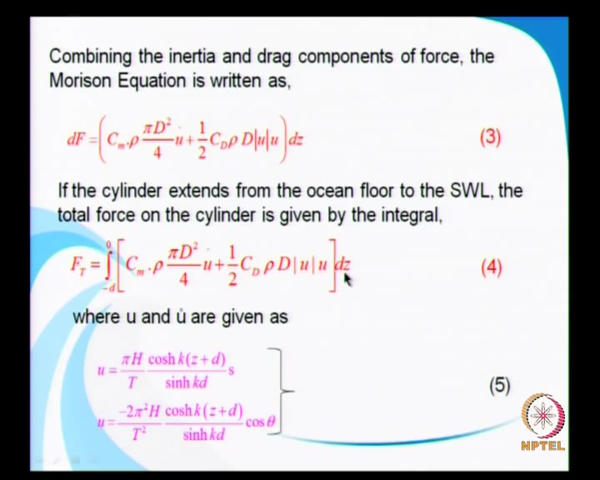 Combining the inertia and drag components of force, the
Morison Equation is written as,
dF = ( C_m . ρ πD²/4 u̇ + 1/2 C_D ρ D|u|u ) dz (3)
If the cylinder extends from the ocean floor to the SWL, the
total force on the cylinder is given by the integral,
F_T = ∫_{-d}^{0} [ C_m . ρ πD²/4 u̇ + 1/2 C_D ρ D|u|u ] dz (4)
where u and u̇ are given as
u = πH/T cosh k(z+d)/sinh kd s
u = -2π²H/T² cosh k(z+d)/sinh kd cos θ
(5)
NPTEL